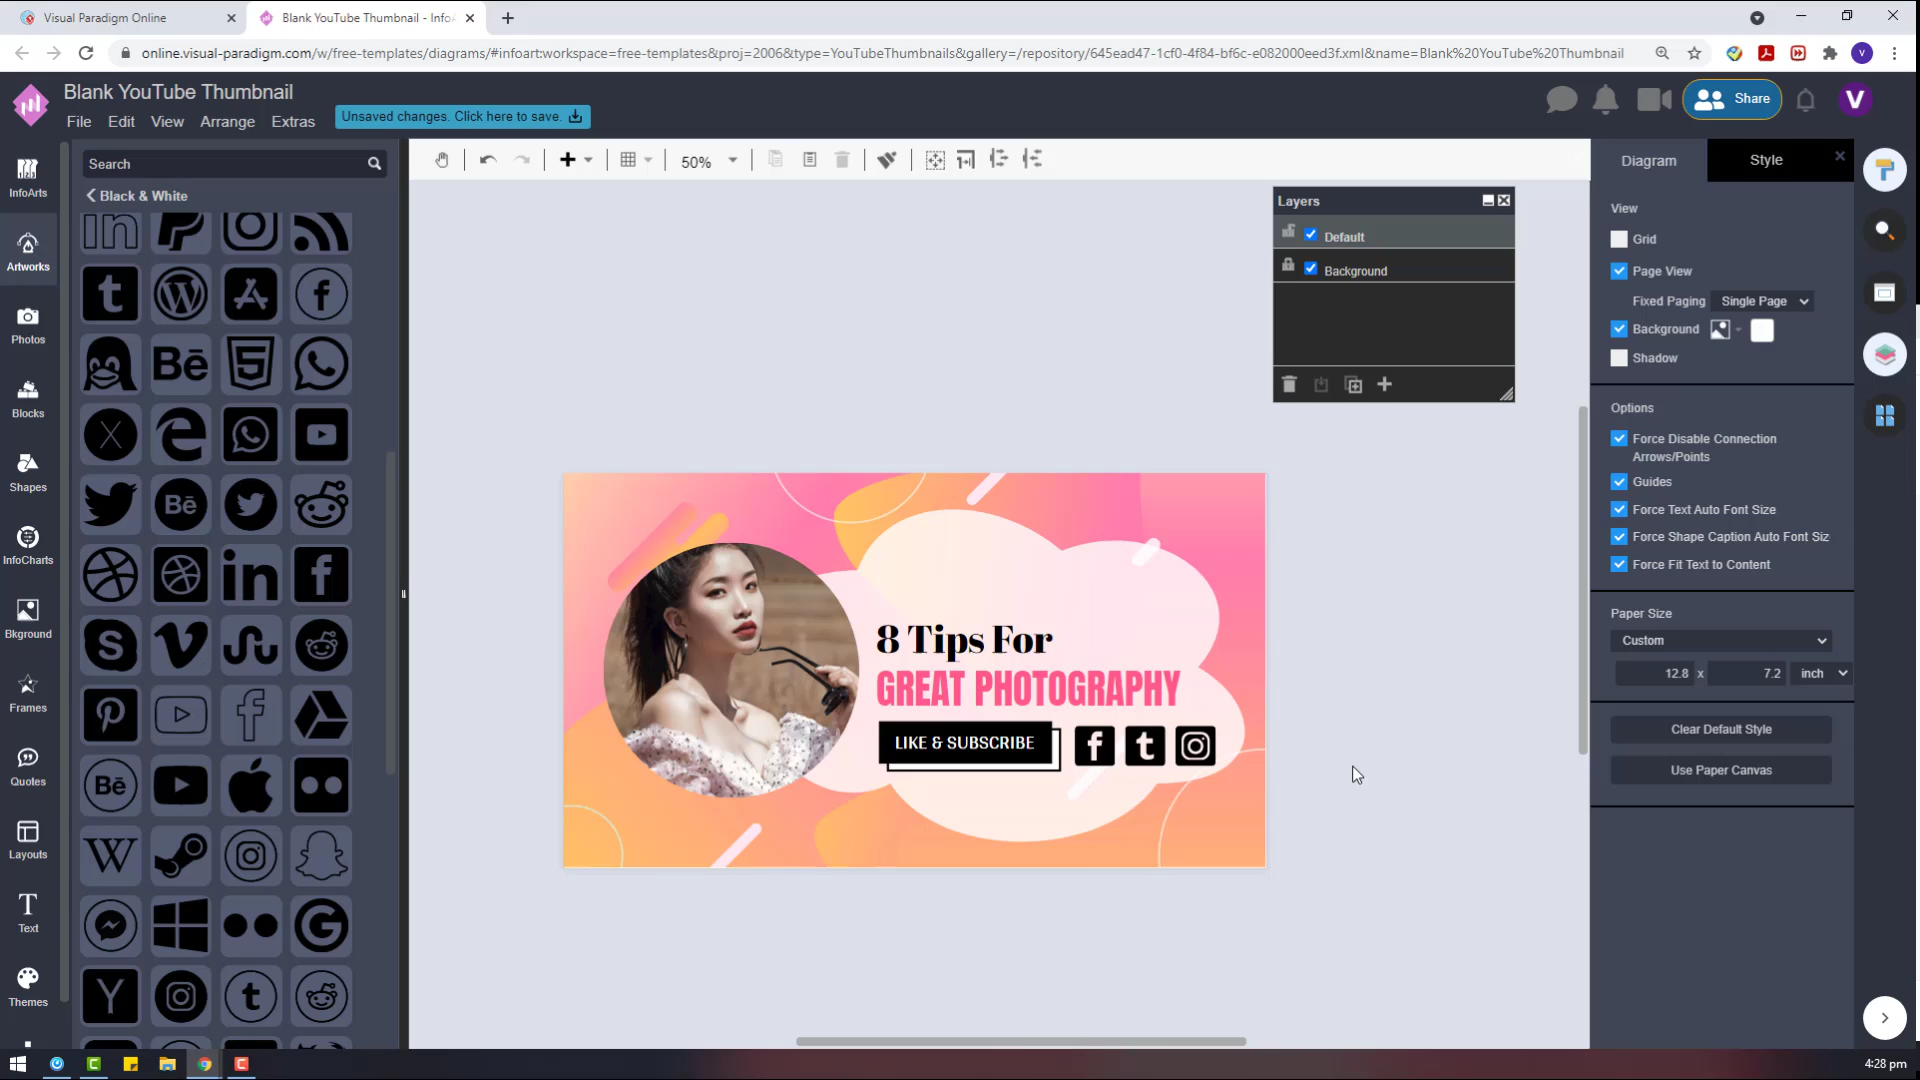 Visual Paradigm Online
Blank YouTube Thumbnail - InfoA
online.visual-paradigm.com/w/free-templates/diagrams/#infoart:workspace=free-templates&proj=2006&type=YouTubeThumbnails&gallery=/repository/645ead47-1cf0-4f84-bf6c-e082000eed3f.xml&name=Blank%20YouTube%20Thumbnail
V
Blank YouTube Thumbnail
File Edit View Arrange Extras
Unsaved changes. Click here to save.
Share
V
InfoArts
Artworks
Photos
Blocks
Shapes
InfoCharts
Bkground
Frames
Quotes
Layouts
Text
Themes
Search
Black & White
50%
Layers
Default
Background
8 Tips For
GREAT PHOTOGRAPHY
LIKE & SUBSCRIBE
Diagram
Style
View
Grid
Page View
Fixed Paging Single Page
Background
Shadow
Options
Force Disable Connection
Arrows/Points
Guides
Force Text Auto Font Size
Force Shape Caption Auto Font Siz
Force Fit Text to Content
Paper Size
Custom
12.8 x 7.2 inch
Clear Default Style
Use Paper Canvas
4:28 pm